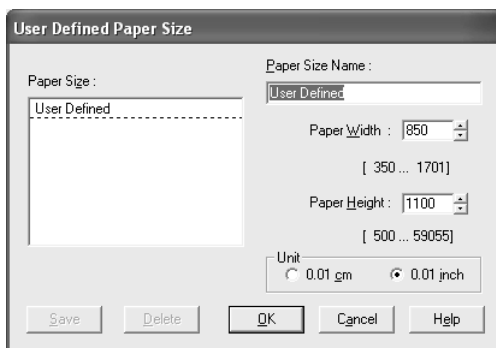 User Defined Paper Size
Paper Size :
User Defined
Paper Size Name :
User Defined
Paper Width : 850
[ 350 ... 1701]
Paper Height : 1100
[ 500 ... 59055]
Unit
0.01 cm 0.01 inch
Save Delete OK Cancel Help